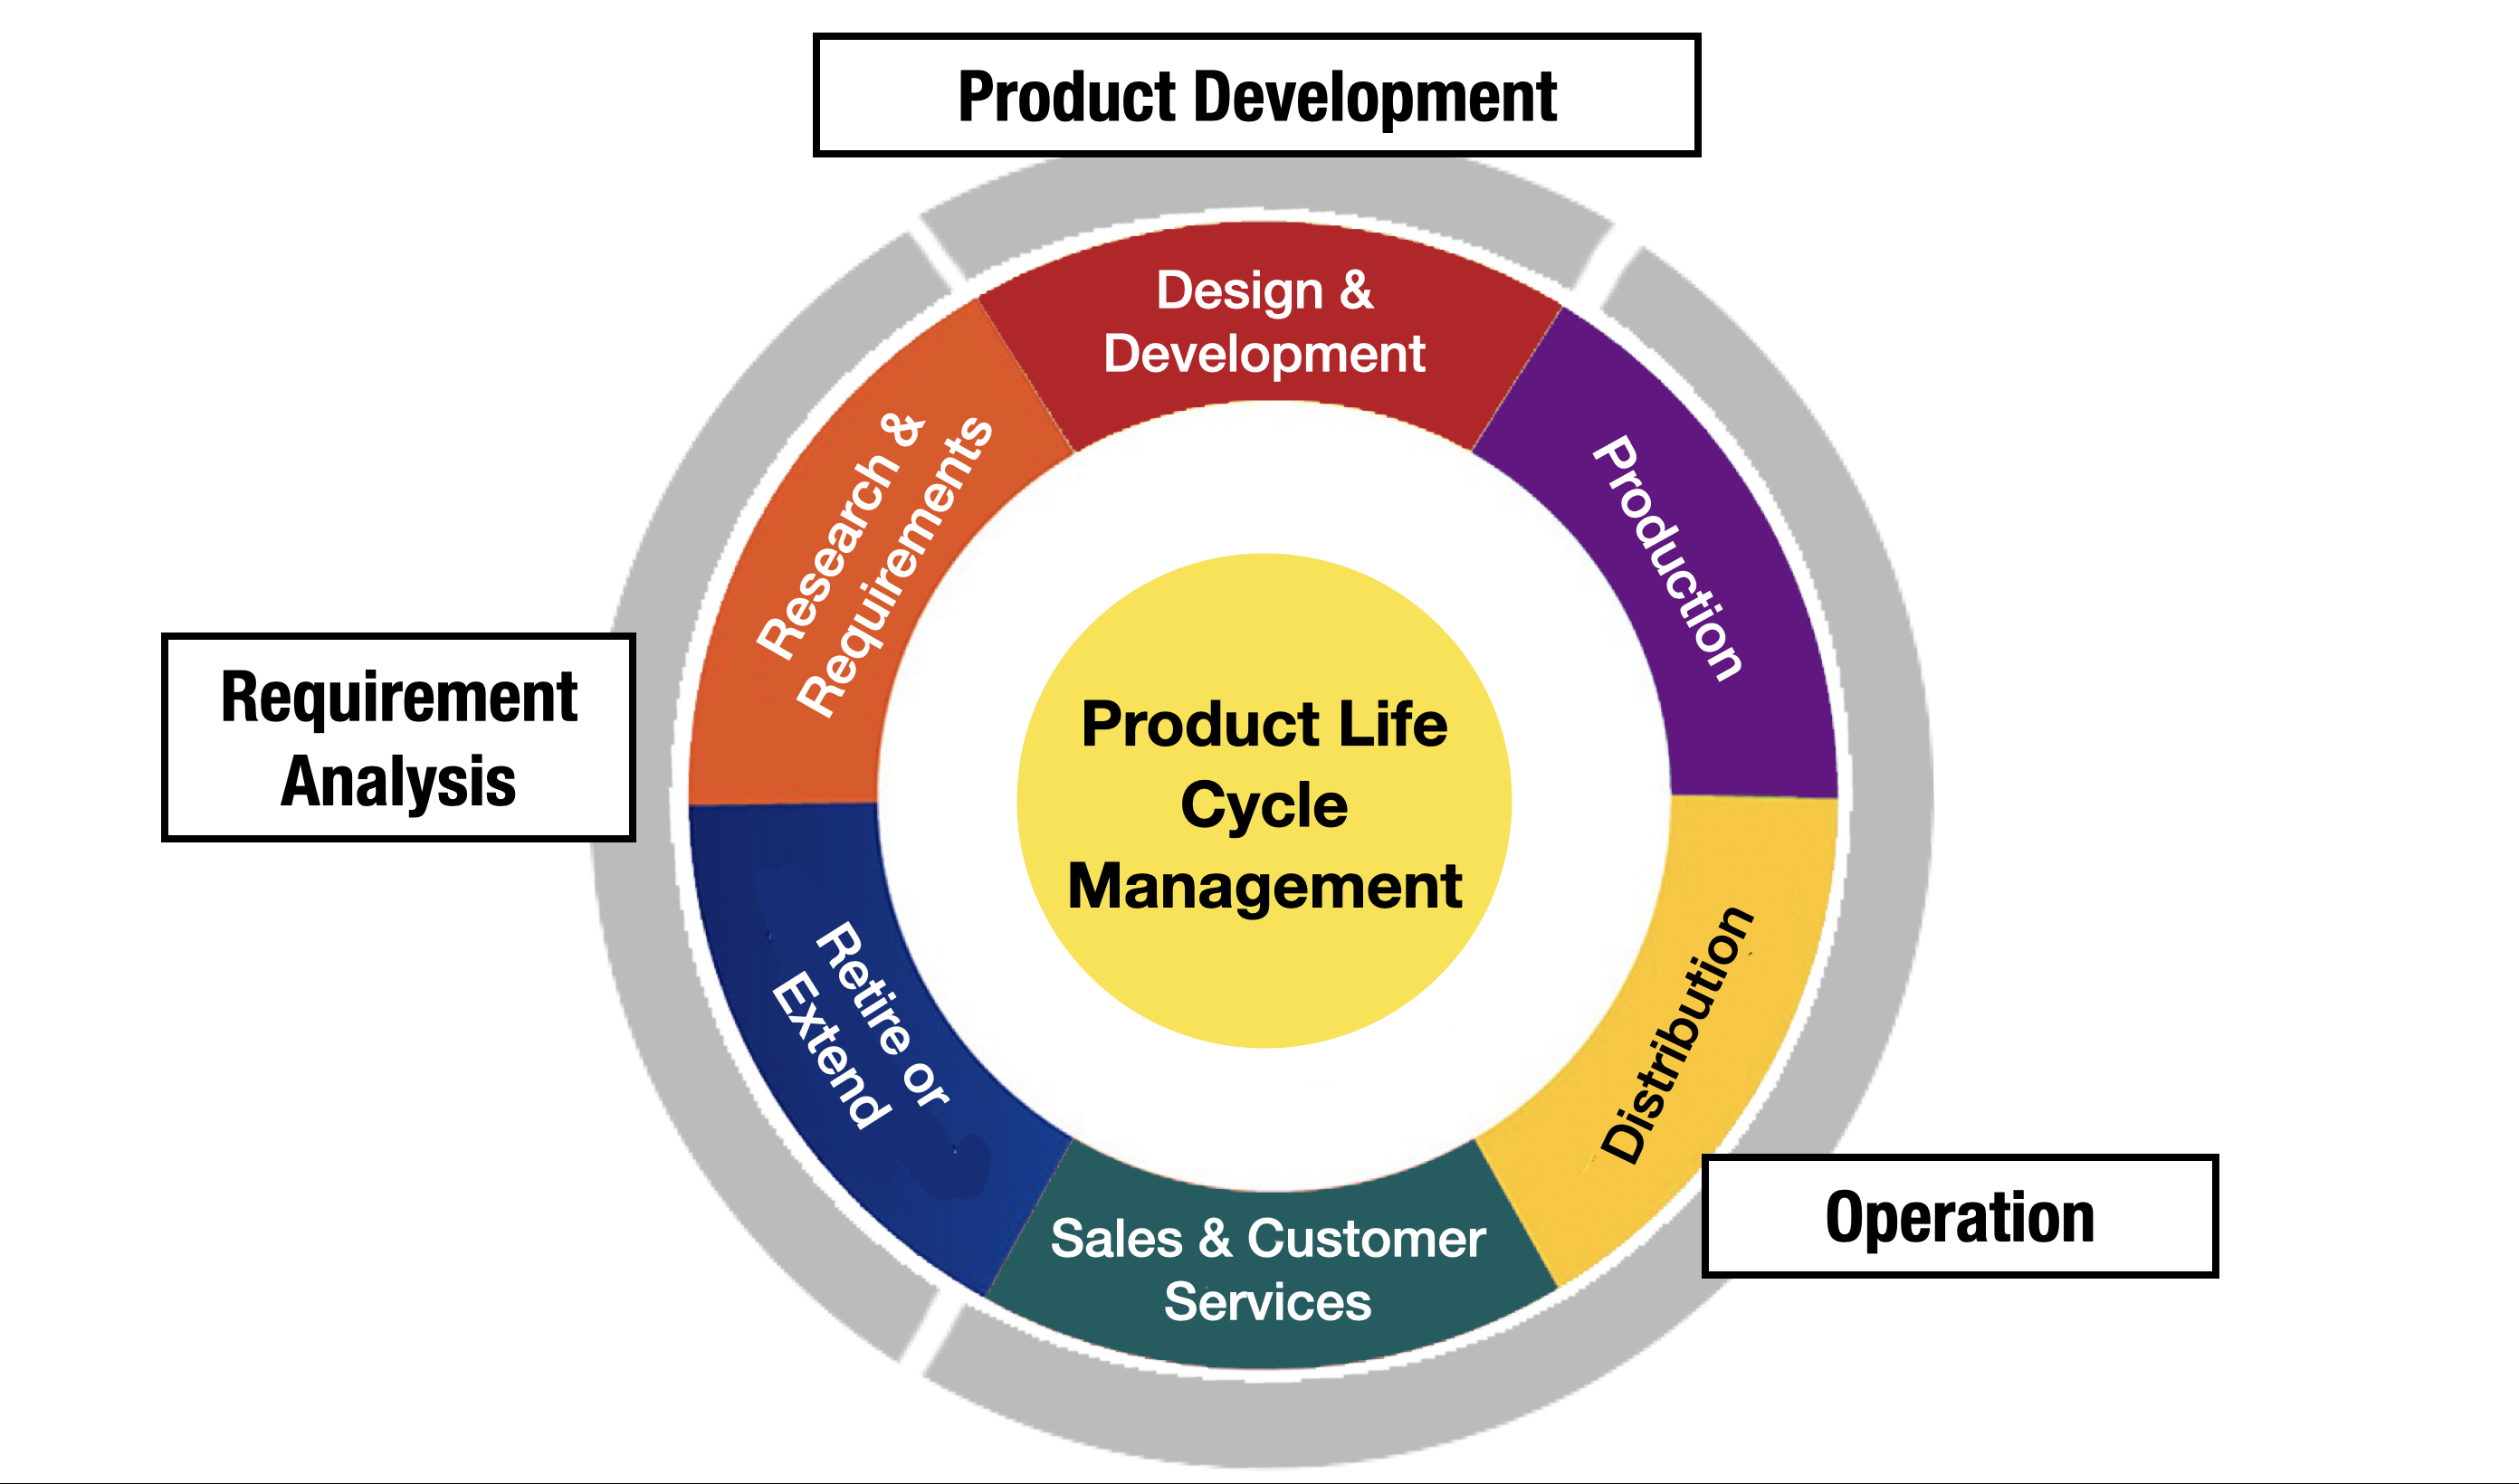 Product Development
Design &
Development
Production
Distribution
Operation
Sales & Customer
Services
Retire or
Extend
Requirement
Analysis
Research &
Requirements
Product Life
Cycle
Management